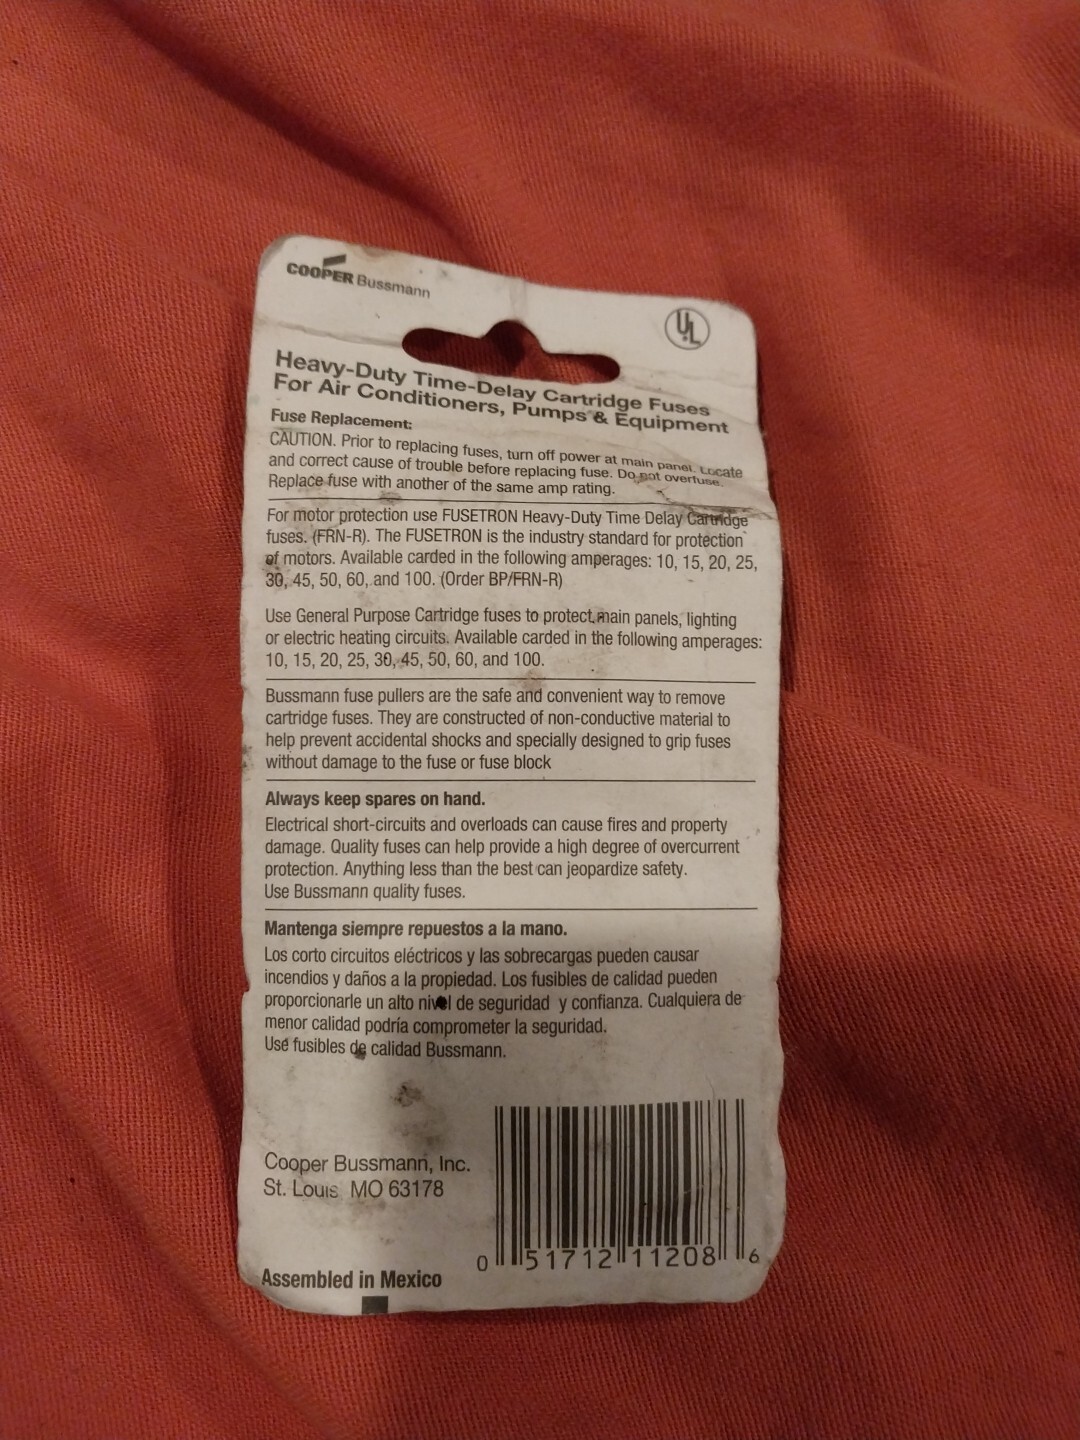 COOPER Bussmann
UL
Heavy-Duty Time-Delay Cartridge Fuses
For Air Conditioners, Pumps & Equipment
Fuse Replacement:
CAUTION. Prior to replacing fuses, turn off power at main panel. Locate
and correct cause of trouble before replacing fuse. Do not overfuse.
Replace fuse with another of the same amp rating.
For motor protection use FUSETRON Heavy-Duty Time Delay Cartridge
fuses. (FRN-R). The FUSETRON is the industry standard for protection
of motors. Available carded in the following amperages: 10, 15, 20, 25,
30, 45, 50, 60, and 100. (Order BP/FRN-R)
Use General Purpose Cartridge fuses to protect main panels, lighting
or electric heating circuits. Available carded in the following amperages:
10, 15, 20, 25, 30, 45, 50, 60, and 100.
Bussmann fuse pullers are the safe and convenient way to remove
cartridge fuses. They are constructed of non-conductive material to
help prevent accidental shocks and specially designed to grip fuses
without damage to the fuse or fuse block
Always keep spares on hand.
Electrical short-circuits and overloads can cause fires and property
damage. Quality fuses can help provide a high degree of overcurrent
protection. Anything less than the best can jeopardize safety.
Use Bussmann quality fuses.
Mantenga siempre repuestos a la mano.
Los corto circuitos eléctricos y las sobrecargas pueden causar
incendios y daños a la propiedad. Los fusibles de calidad pueden
proporcionarle un alto nivel de seguridad y confianza. Cualquiera de
menor calidad podría comprometer la seguridad.
Usé fusibles de calidad Bussmann.
Cooper Bussmann, Inc.
St. Louis MO 63178
Assembled in Mexico
0 51712 11208 6